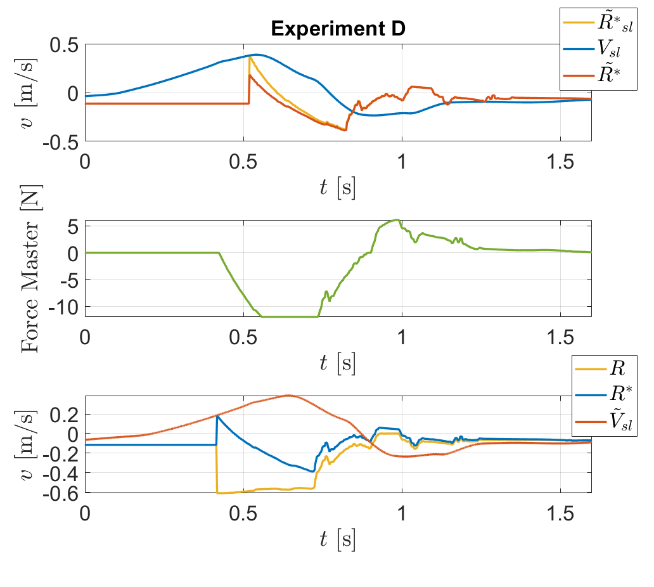 Experiment D
R̃*sl
Vsl
R̃*
v [m/s]
0.5
0
-0.5
0 0.5 1 1.5
t [s]
Force Master [N]
5
0
-5
-10
0 0.5 1 1.5
t [s]
R
R*
Ṽsl
v [m/s]
0.2
0
-0.2
-0.4
-0.6
0 0.5 1 1.5
t [s]